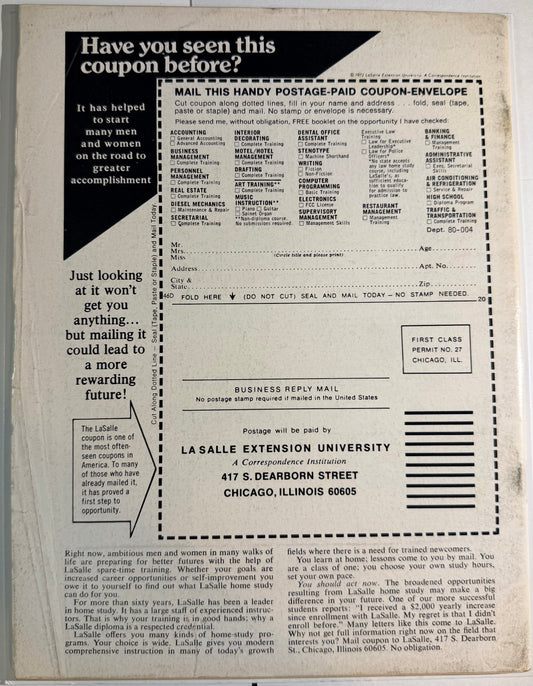 Have you seen this
coupon before?
It has helped
to start
many men
and women
on the road to
greater
accomplishment
© 1973 LaSalle Extension University. A Correspondence Institution
MAIL THIS HANDY POSTAGE-PAID COUPON-ENVELOPE
Cut coupon along dotted lines, fill in your name and address . . . fold, seal (tape,
paste or staple) and mail. No stamp or envelope is necessary.
Please send me, without obligation, FREE booklet on the opportunity I have checked:
ACCOUNTING
General Accounting
Advanced Accounting
BUSINESS
MANAGEMENT
Complete Training
PERSONNEL
MANAGEMENT
Complete Training
REAL ESTATE
Complete Training
DIESEL MECHANICS
Maintenance & Repair
SECRETARIAL
Complete Training
INTERIOR
DECORATING
Complete Training
MOTEL/HOTEL
MANAGEMENT
Complete Training
DRAFTING
Complete Training
ART TRAINING**
Complete Training
MUSIC
INSTRUCTION**
Piano Guitar
Spinet Organ
**Non-diploma course.
No submissions required.
DENTAL OFFICE
ASSISTANT
Complete Training
STENOTYPE
Machine Shorthand
WRITING
Fiction
Non-Fiction
COMPUTER
PROGRAMMING
Basic Training
ELECTRONICS
FCC License
SUPERVISORY
MANAGEMENT
Management Skills
Executive Law
Training
Law for Executive
Leadership*
Law for Police
Officers*
*No state accepts
any law home study
course, including
LaSalle's, as
sufficient educa-
tion to qualify
for admission to
practice law.
RESTAURANT
MANAGEMENT
Management
Training
BANKING
& FINANCE
Management
Training
ADMINISTRATIVE
ASSISTANT
Exec. Secretarial
Skills
AIR CONDITIONING
& REFRIGERATION
Service & Repair
HIGH SCHOOL
Diploma Program
TRAFFIC &
TRANSPORTATION
Complete Training
Dept. 80-004
Mr.
Mrs.
Miss
(Circle title and please print)
Age
Address
Apt. No.
City &
State
Zip
46D FOLD HERE (DO NOT CUT) SEAL AND MAIL TODAY – NO STAMP NEEDED. 20
Cut Along Dotted Line – Seal (Tape, Paste or Staple) and Mail Today.
Just looking
at it won't
get you
anything...
but mailing it
could lead to
a more
rewarding
future!
The LaSalle
coupon is one of
the most often-
seen coupons in
America. To many
of those who have
already mailed it,
it has proved a
first step to
opportunity.
FIRST CLASS
PERMIT NO. 27
CHICAGO, ILL.
BUSINESS REPLY MAIL
No postage stamp required if mailed in the United States
Postage will be paid by
LA SALLE EXTENSION UNIVERSITY
A Correspondence Institution
417 S. DEARBORN STREET
CHICAGO, ILLINOIS 60605
Right now, ambitious men and women in many walks of
life are preparing for better futures with the help of
LaSalle spare-time training. Whether your goals are
increased career opportunities or self-improvement you
owe it to yourself to find out what LaSalle home study
can do for you.
For more than sixty years, LaSalle has been a leader
in home study. It has a large staff of experienced instruc-
tors. That is why your training is in good hands; why a
LaSalle diploma is a respected credential.
LaSalle offers you many kinds of home-study pro-
grams. Your choice is wide. LaSalle gives you modern
comprehensive instruction in many of today's growth
fields where there is a need for trained newcomers.
You learn at home; lessons come to you by mail. You
are a class of one; you choose your own study hours,
set your own pace.
You should act now. The broadened opportunities
resulting from LaSalle home study may make a big
difference in your future. One of our more successful
students reports: "I received a $2,000 yearly increase
since enrollment with LaSalle. My regret is that I didn't
enroll before." Many letters like this come to LaSalle.
Why not get full information right now on the field that
interests you? Mail coupon to LaSalle, 417 S. Dearborn
St., Chicago, Illinois 60605. No obligation.